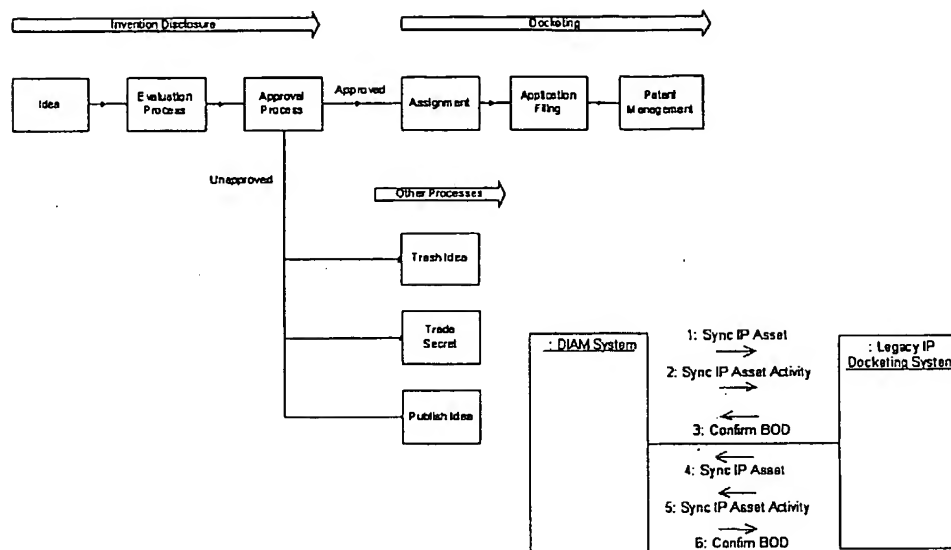 Invention Disclosure
Docketing
Idea
Evaluation
Process
Approval
Process
Approved
Assignment
Application
Filing
Patent
Management
Unapproved
Other Processes
Trash Idea
Trade
Secret
Publish Idea
: DIAM System
1: Sync IP Asset
2: Sync IP Asset Activity
3: Confirm BOD
4: Sync IP Asset
5: Sync IP Asset Activity
6: Confirm BOD
: Legacy IP
Docketing System